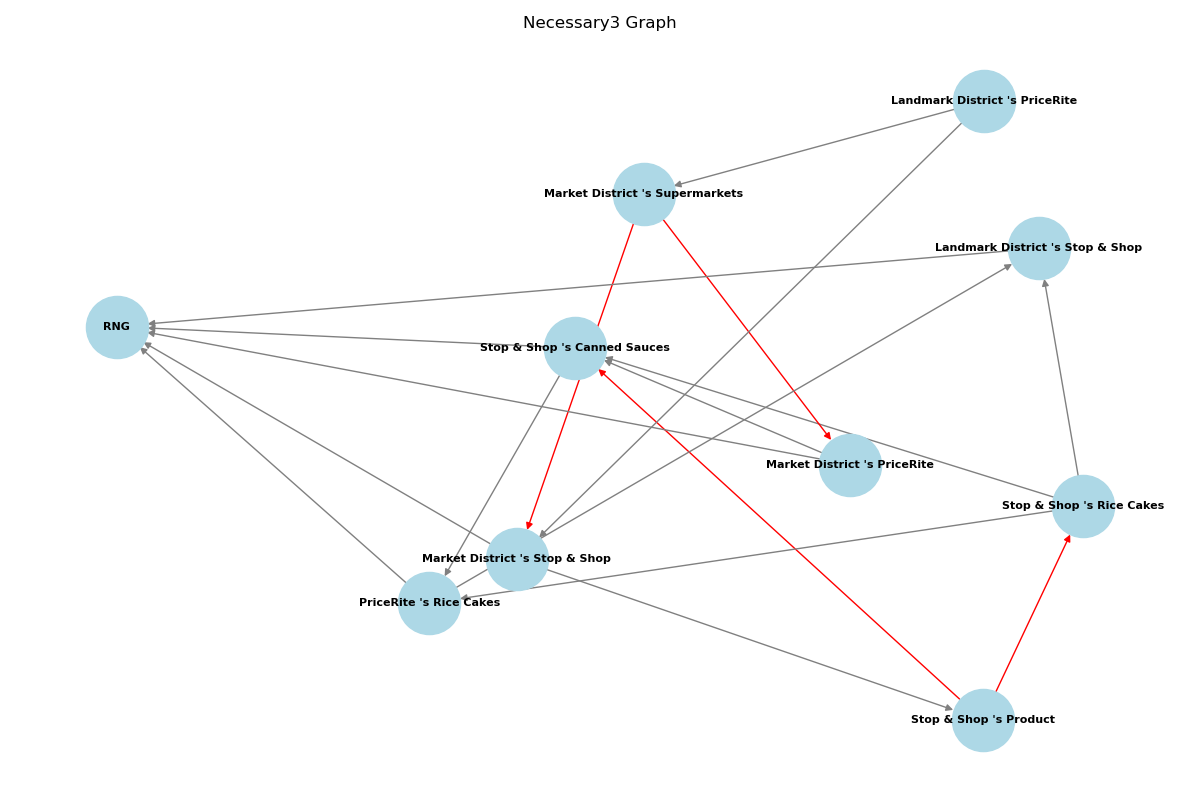 Necessary3 Graph
Landmark District 's PriceRite
Market District 's Supermarkets
Landmark District 's Stop & Shop
RNG
Stop & Shop 's Canned Sauces
Market District 's PriceRite
Stop & Shop 's Rice Cakes
Market District 's Stop & Shop
PriceRite 's Rice Cakes
Stop & Shop 's Product